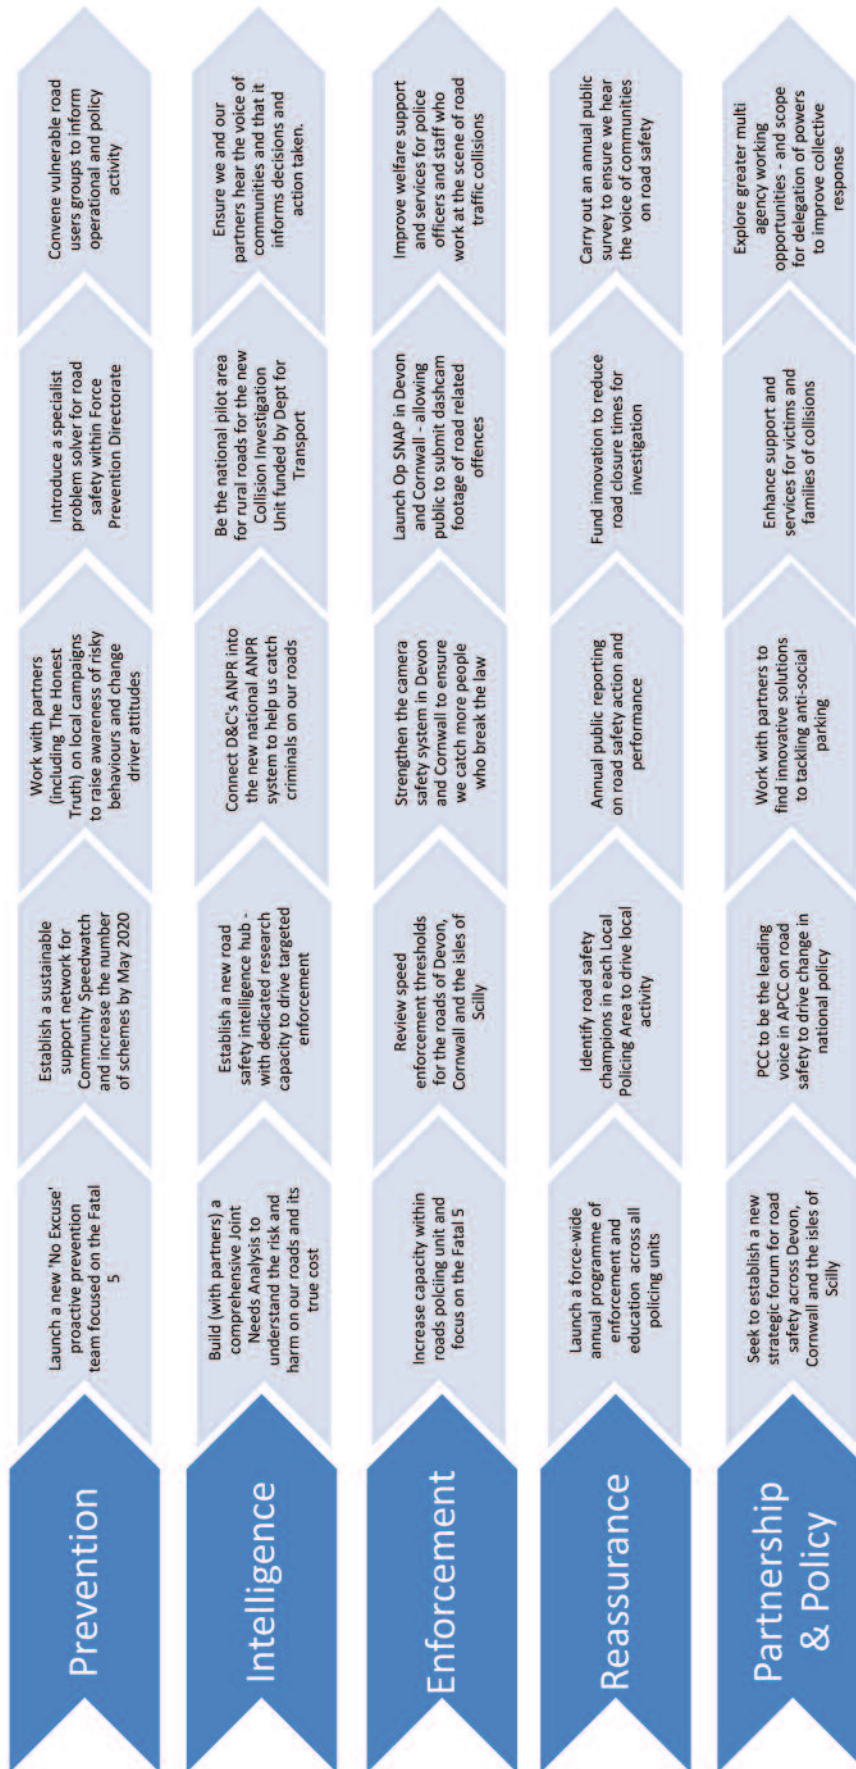 Prevention
Launch a new 'No Excuse'
proactive prevention
team focused on the Fatal
5
Establish a sustainable
support network for
Community Speedwatch
and increase the number
of schemes by May 2020
Work with partners
(including The Honest
Truth) on local campaigns
to raise awareness of risky
behaviours and change
driver attitudes
Introduce a specialist
problem solver for road
safety within Force
Prevention Directorate
Convene vulnerable road
users groups to inform
operational and policy
activity
Intelligence
Build (with partners) a
comprehensive Joint
Needs Analysis to
understand the risk and
harm on our roads and its
true cost
Establish a new road
safety intelligence hub -
with dedicated research
capacity to drive targeted
enforcement
Connect D&C's ANPR into
the new national ANPR
system to help us catch
criminals on our roads
Be the national pilot area
for rural roads for the new
Collision Investigation
Unit funded by Dept for
Transport
Ensure we and our
partners hear the voice of
communities and that it
informs decisions and
action taken.
Enforcement
Increase capacity within
roads polciing unit and
focus on the Fatal 5
Review speed
enforcement thresholds
for the roads of Devon,
Cornwall and the isles of
Scilly
Strengthen the camera
safety system in Devon
and Cornwall to ensure
we catch more people
who break the law
Launch Op SNAP in Devon
and Cornwall - allowing
public to submit dashcam
footage of road related
offences
Improve welfare support
and services for police
officers and staff who
work at the scene of road
traffic collisions
Reassurance
Launch a force-wide
annual programme of
enforcement and
education across all
policing units
Identify road safety
champions in each Local
Policing Area to drive local
activity
Annual public reporting
on road safety action and
performance
Fund innovation to reduce
road closure times for
investigation
Carry out an annual public
survey to ensure we hear
the voice of communities
on road safety
Partnership
& Policy
Seek to establish a new
strategic forum for road
safety across Devon,
Cornwall and the isles of
Scilly
PCC to be the leading
voice in APCC on road
safety to drive change in
national policy
Work with partners to
find innovative solutions
to tackling anti-social
parking
Enhance support and
services for victims and
families of collisions
Explore greater multi
agency working
opportunities - and scope
for delegation of powers
to improve collective
response